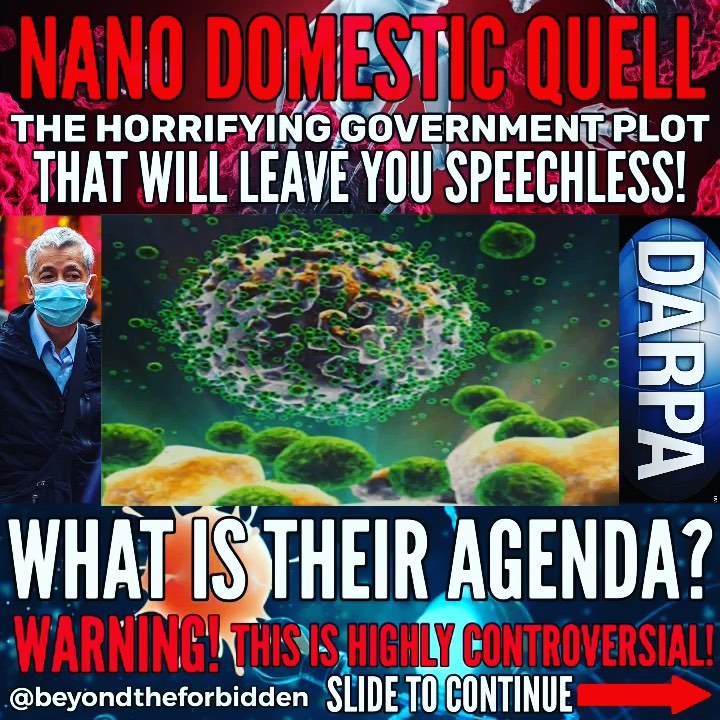 NANO DOMESTIC QUELL
THE HORRIFYING GOVERNMENT PLOT
THAT WILL LEAVE YOU SPEECHLESS!
DARPA
WHAT IS THEIR AGENDA?
WARNING! THIS IS HIGHLY CONTROVERSIAL!
@beyondtheforbidden SLIDE TO CONTINUE